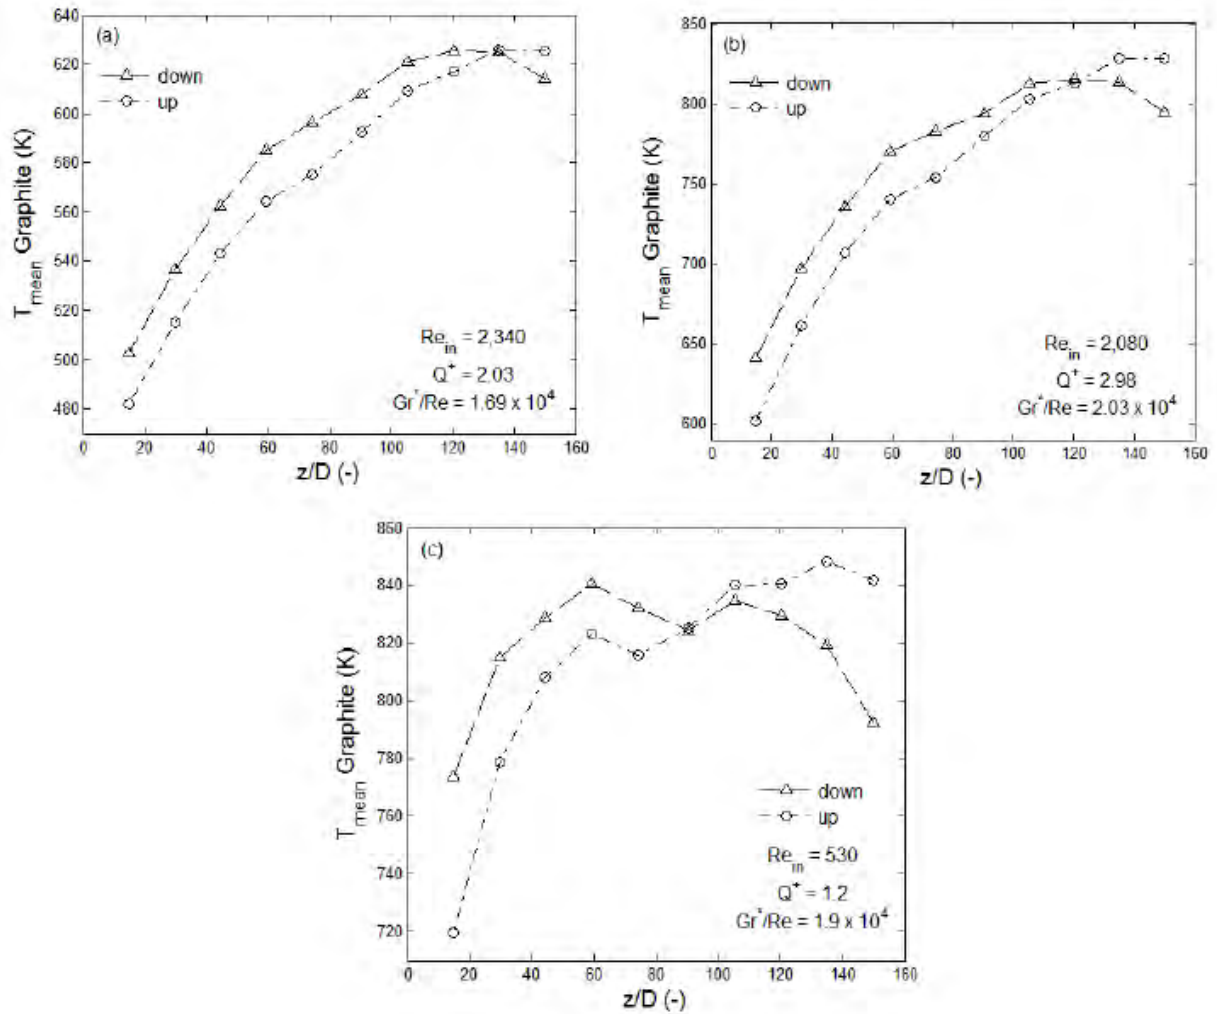 (a)
down
up
T_mean Graphite (K)
640
620
600
580
560
540
520
500
480
0 20 40 60 80 100 120 140 160
z/D (-)
Re_in = 2,340
Q^+ = 2.03
Gr^*/Re = 1.69 x 10^4
(b)
down
up
T_mean Graphite (K)
850
800
750
700
650
600
0 20 40 60 80 100 120 140 160
z/D (-)
Re_in = 2,080
Q^+ = 2.98
Gr^*/Re = 2.03 x 10^4
(c)
T_mean Graphite (K)
860
840
820
800
780
760
740
720
0 20 40 60 80 100 120 140 160
z/D (-)
down
up
Re_in = 530
Q^+ = 1.2
Gr^*/Re = 1.9 x 10^4